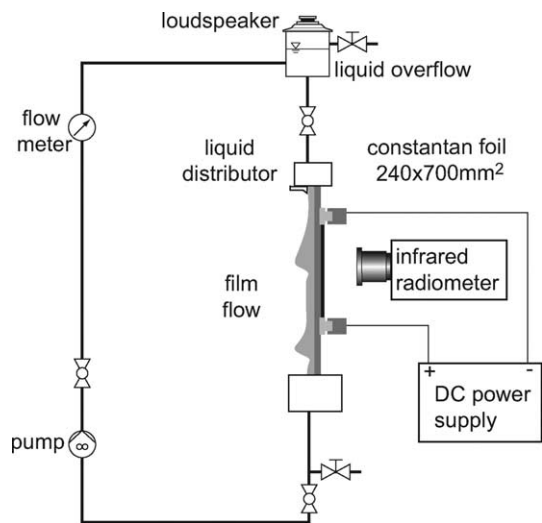 loudspeaker
liquid overflow
flow
meter
liquid
distributor
constantan foil
240x700mm²
infrared
radiometer
film
flow
+ -
DC power
supply
pump
∞